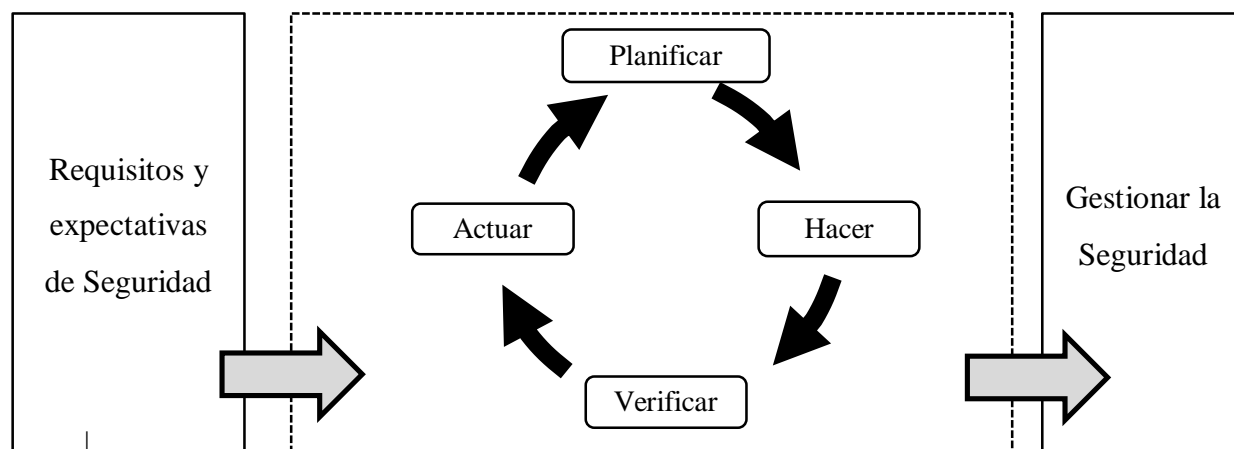 Requisitos y
expectativas
de Seguridad
Planificar
Actuar
Hacer
Verificar
Gestionar la
Seguridad